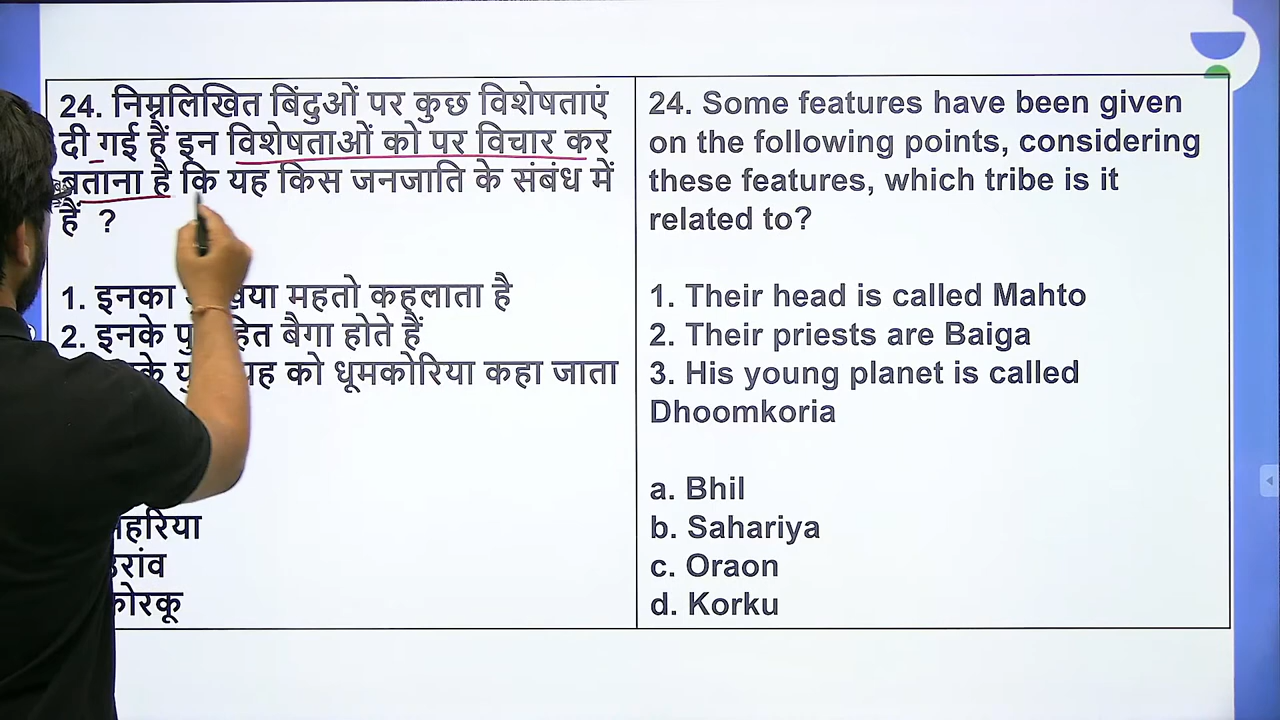 24. निम्नलिखित बिंदुओं पर कुछ विशेषताएं
दी गई हैं इन विशेषताओं को पर विचार कर
बताना है कि यह किस जनजाति के संबंध में
हैं ?
1. इनका महतो कहलाता है
2. इनके बैगा होते हैं
को धूमकोरिया कहा जाता
24. Some features have been given
on the following points, considering
these features, which tribe is it
related to?
1. Their head is called Mahto
2. Their priests are Baiga
3. His young planet is called
Dhoomkoria
a. Bhil
b. Sahariya
c. Oraon
d. Korku